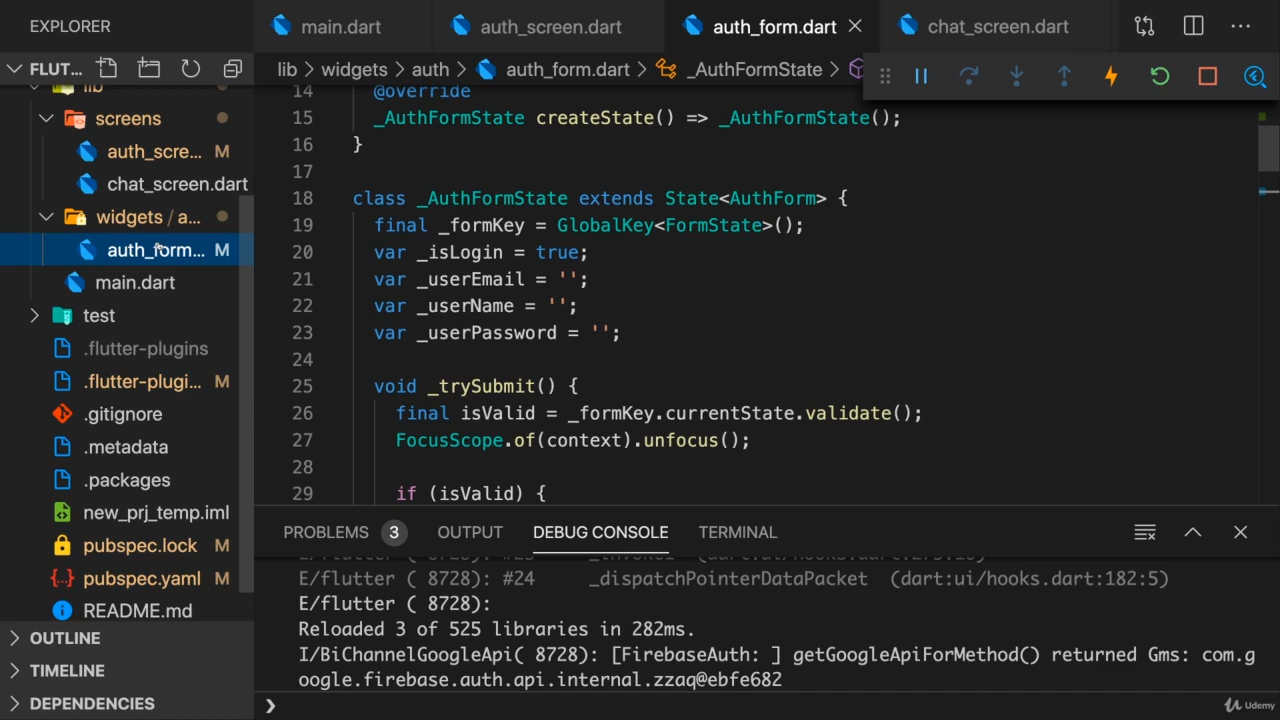 EXPLORER
main.dart
auth_screen.dart
auth_form.dart
chat_screen.dart
FLUT...
lib > widgets > auth > auth_form.dart > _AuthFormState >
lib
screens
auth_scre... M
chat_screen.dart
widgets / a...
auth_form... M
main.dart
test
.flutter-plugins
.flutter-plugi... M
.gitignore
.metadata
.packages
new_prj_temp.iml
pubspec.lock M
pubspec.yaml M
README.md
OUTLINE
TIMELINE
DEPENDENCIES
14 @override
15 _AuthFormState createState() => _AuthFormState();
16 }
17
18 class _AuthFormState extends State<AuthForm> {
19 final _formKey = GlobalKey<FormState>();
20 var _isLogin = true;
21 var _userEmail = '';
22 var _userName = '';
23 var _userPassword = '';
24
25 void _trySubmit() {
26 final isValid = _formKey.currentState.validate();
27 FocusScope.of(context).unfocus();
28
29 if (isValid) {
PROBLEMS 3 OUTPUT DEBUG CONSOLE TERMINAL
E/flutter ( 8728): #24 _dispatchPointerDataPacket (dart:ui/hooks.dart:182:5)
E/flutter ( 8728):
Reloaded 3 of 525 libraries in 282ms.
I/BiChannelGoogleApi( 8728): [FirebaseAuth: ] getGoogleApiForMethod() returned Gms: com.g
oogle.firebase.auth.api.internal.zzaq@ebfe682
Udemy